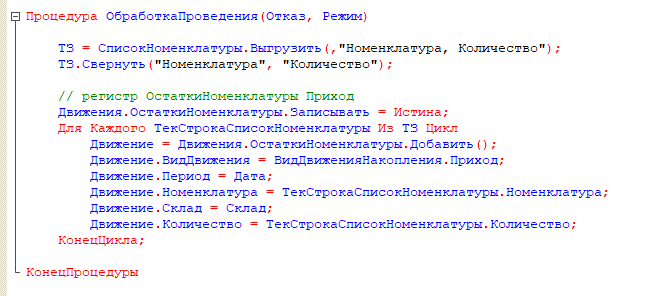 Процедура ОбработкаПроведения(Отказ, Режим)
ТЗ = СписокНоменклатуры.Выгрузить(,"Номенклатура, Количество");
ТЗ.Свернуть("Номенклатура", "Количество");
// регистр ОстаткиНоменклатуры Приход
Движения.ОстаткиНоменклатуры.Записывать = Истина;
Для Каждого ТекСтрокаСписокНоменклатуры Из ТЗ Цикл
Движение = Движения.ОстаткиНоменклатуры.Добавить();
Движение.ВидДвижения = ВидДвиженияНакопления.Приход;
Движение.Период = Дата;
Движение.Номенклатура = ТекСтрокаСписокНоменклатуры.Номенклатура;
Движение.Склад = Склад;
Движение.Количество = ТекСтрокаСписокНоменклатуры.Количество;
КонецЦикла;
КонецПроцедуры